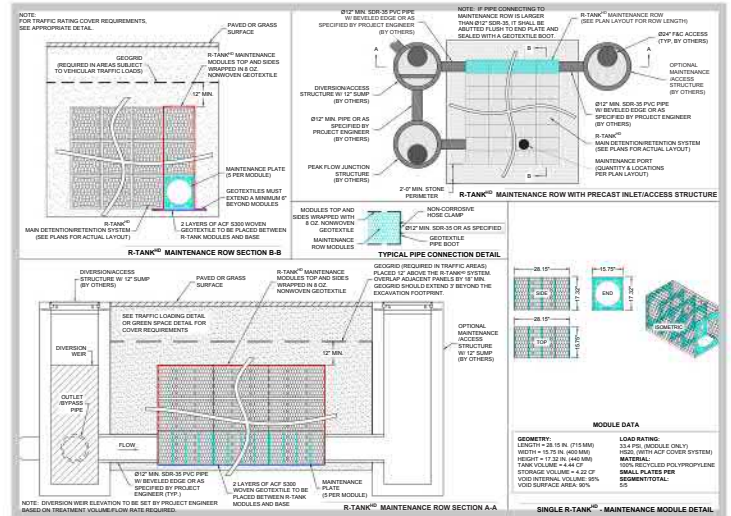 NOTE:
FOR TRAFFIC RATING COVER REQUIREMENTS,
SEE APPROPRIATE DETAIL.
PAVED OR GRASS
SURFACE
GEOGRID
(REQUIRED IN AREAS SUBJECT
TO VEHICULAR TRAFFIC LOADS)
R-TANKHD MAINTENANCE
MODULES TOP AND SIDES
WRAPPED IN 8 OZ.
NONWOVEN GEOTEXTILE
12" MIN.
MAINTENANCE PLATE
(5 PER MODULE)
GEOTEXTILES MUST
EXTEND A MINIMUM 6"
BEYOND MODULES
R-TANKHD
MAIN DETENTION/RETENTION SYSTEM
(SEE PLANS FOR ACTUAL LAYOUT)
2 LAYERS OF ACF S300 WOVEN
GEOTEXTILE TO BE PLACED BETWEEN
R-TANK MODULES AND BASE
R-TANKHD MAINTENANCE ROW SECTION B-B
Ø12" MIN. SDR-35 PVC PIPE
W/ BEVELED EDGE OR AS
SPECIFIED BY PROJECT ENGINEER
(BY OTHERS)
NOTE: IF PIPE CONNECTING TO
MAINTENANCE ROW IS LARGER
THAN Ø12" SDR-35, IT SHALL BE
ABUTTED FLUSH TO END PLATE AND
SEALED WITH A GEOTEXTILE BOOT.
R-TANKHD MAINTENANCE ROW
(SEE PLAN LAYOUT FOR ROW LENGTH)
Ø24" F&C ACCESS
(TYP, BY OTHERS)
A
B
A
OPTIONAL
MAINTENANCE
/ACCESS
STRUCTURE
(BY OTHERS)
DIVERSION/ACCESS
STRUCTURE W/ 12" SUMP
(BY OTHERS)
Ø12" MIN. PIPE OR AS
SPECIFIED BY
PROJECT ENGINEER
(BY OTHERS)
Ø12" MIN. SDR-35 PVC PIPE
W/ BEVELED EDGE OR AS
SPECIFIED BY PROJECT ENGINEER
(BY OTHERS)
R-TANKHD
MAIN DETENTION/RETENTION SYSTEM
(SEE PLANS FOR ACTUAL LAYOUT)
MAINTENANCE PORT
(QUANTITY & LOCATIONS
PER PLAN LAYOUT)
PEAK FLOW JUNCTION
STRUCTURE
(BY OTHERS)
B
2'-0" MIN. STONE
PERIMETER
R-TANKHD MAINTENANCE ROW WITH PRECAST INLET/ACCESS STRUCTURE
MODULES TOP AND
SIDES WRAPPED WITH
8 OZ. NONWOVEN
GEOTEXTILE
MAINTENANCE
ROW MODULES
NON-CORROSIVE
HOSE CLAMP
Ø12" MIN. SDR-35 OR AS SPECIFIED
GEOTEXTILE
PIPE BOOT
TYPICAL PIPE CONNECTION DETAIL
DIVERSION/ACCESS
STRUCTURE W/ 12" SUMP
(BY OTHERS)
PAVED OR GRASS
SURFACE
R-TANKHD MAINTENANCE
MODULES TOP AND SIDES
WRAPPED IN 8 OZ.
NONWOVEN GEOTEXTILE
GEOGRID (REQUIRED IN TRAFFIC AREAS)
PLACED 12" ABOVE THE R-TANK® SYSTEM.
OVERLAP ADJACENT PANELS BY 18" MIN.
GEOGRID SHOULD EXTEND 3' BEYOND THE
EXCAVATION FOOTPRINT.
SEE TRAFFIC LOADING DETAIL
OR GREEN SPACE DETAIL FOR
COVER REQUIREMENTS
12" MIN.
OPTIONAL
MAINTENANCE
/ACCESS
STRUCTURE
W/ 12" SUMP
(BY OTHERS)
DIVERSION
WEIR
OUTLET
/BYPASS
PIPE
FLOW
Ø12" MIN. SDR-35 PVC PIPE
W/ BEVELED EDGE OR AS
SPECIFIED BY PROJECT
ENGINEER (TYP.)
2 LAYERS OF ACF S300
WOVEN GEOTEXTILE TO BE
PLACED BETWEEN R-TANK
MODULES AND BASE
MAINTENANCE
PLATE
(5 PER MODULE)
NOTE: DIVERSION WEIR ELEVATION TO BE SET BY PROJECT ENGINEER
BASED ON TREATMENT VOLUME/FLOW RATE REQUIRED.
R-TANKHD MAINTENANCE ROW SECTION A-A
28.15"
15.75"
SIDE
17.32"
END
17.32"
28.15"
TOP
15.75"
ISOMETRIC
MODULE DATA
GEOMETRY:
LENGTH = 28.15 IN. (715 MM)
WIDTH = 15.75 IN. (400 MM)
HEIGHT = 17.32 IN. (440 MM)
TANK VOLUME = 4.44 CF
STORAGE VOLUME = 4.22 CF
VOID INTERNAL VOLUME: 95%
VOID SURFACE AREA: 90%
LOAD RATING:
33.4 PSI, (MODULE ONLY)
HS20, (WITH ACF COVER SYSTEM)
MATERIAL:
100% RECYCLED POLYPROPYLENE
SMALL PLATES PER
SEGMENT/TOTAL:
5/5
SINGLE R-TANKHD - MAINTENANCE MODULE DETAIL